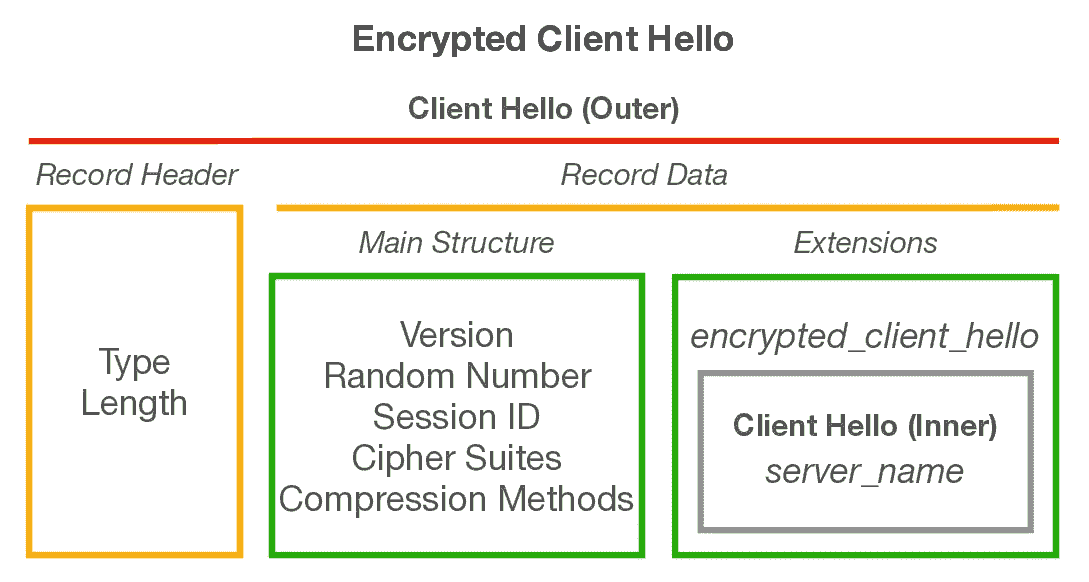 Encrypted Client Hello
Client Hello (Outer)
Record Header
Record Data
Main Structure
Extensions
Type
Length
Version
Random Number
Session ID
Cipher Suites
Compression Methods
encrypted_client_hello
Client Hello (Inner)
server_name